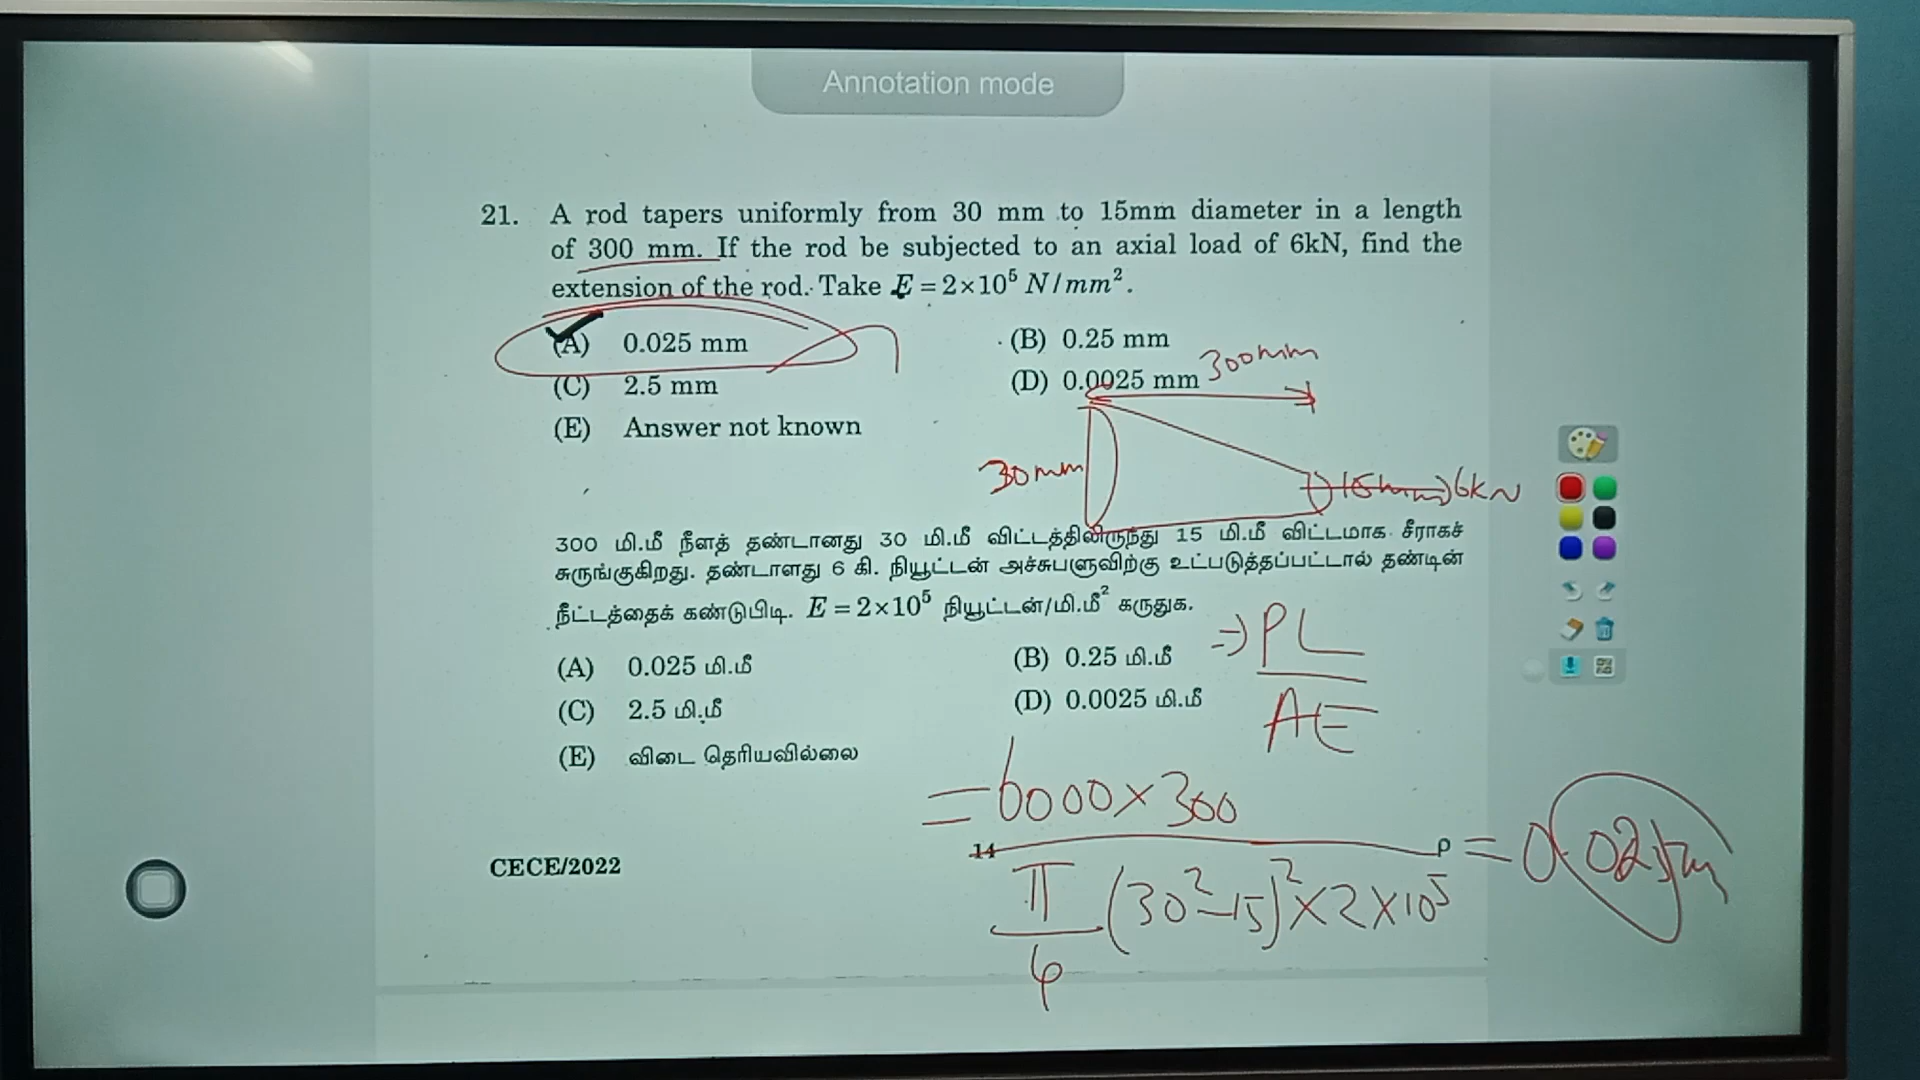 Annotation mode
21. A rod tapers uniformly from 30 mm to 15mm diameter in a length
of 300 mm. If the rod be subjected to an axial load of 6kN, find the
extension of the rod. Take E = 2×10⁵ N/mm².
(A) 0.025 mm (B) 0.25 mm
300mm
(C) 2.5 mm (D) 0.0025 mm
(E) Answer not known
30mm 15mm 6kN
300 மி.மீ நீளத் தண்டானது 30 மி.மீ விட்டத்திலிருந்து 15 மி.மீ விட்டமாக சீராகச்
சுருங்குகிறது. தண்டாளது 6 கி. நியூட்டன் அச்சுபளுவிற்கு உட்படுத்தப்பட்டால் தண்டின்
நீட்டத்தைக் கண்டுபிடி. E = 2×10⁵ நியூட்டன்/மி.மீ² கருதுக.
⇒ PL
AE
(A) 0.025 மி.மீ (B) 0.25 மி.மீ
(C) 2.5 மி.மீ (D) 0.0025 மி.மீ
(E) விடை தெரியவில்லை
= 6000×300
CECE/2022 14
π (30²-15)²×2×10⁵
= 0.025